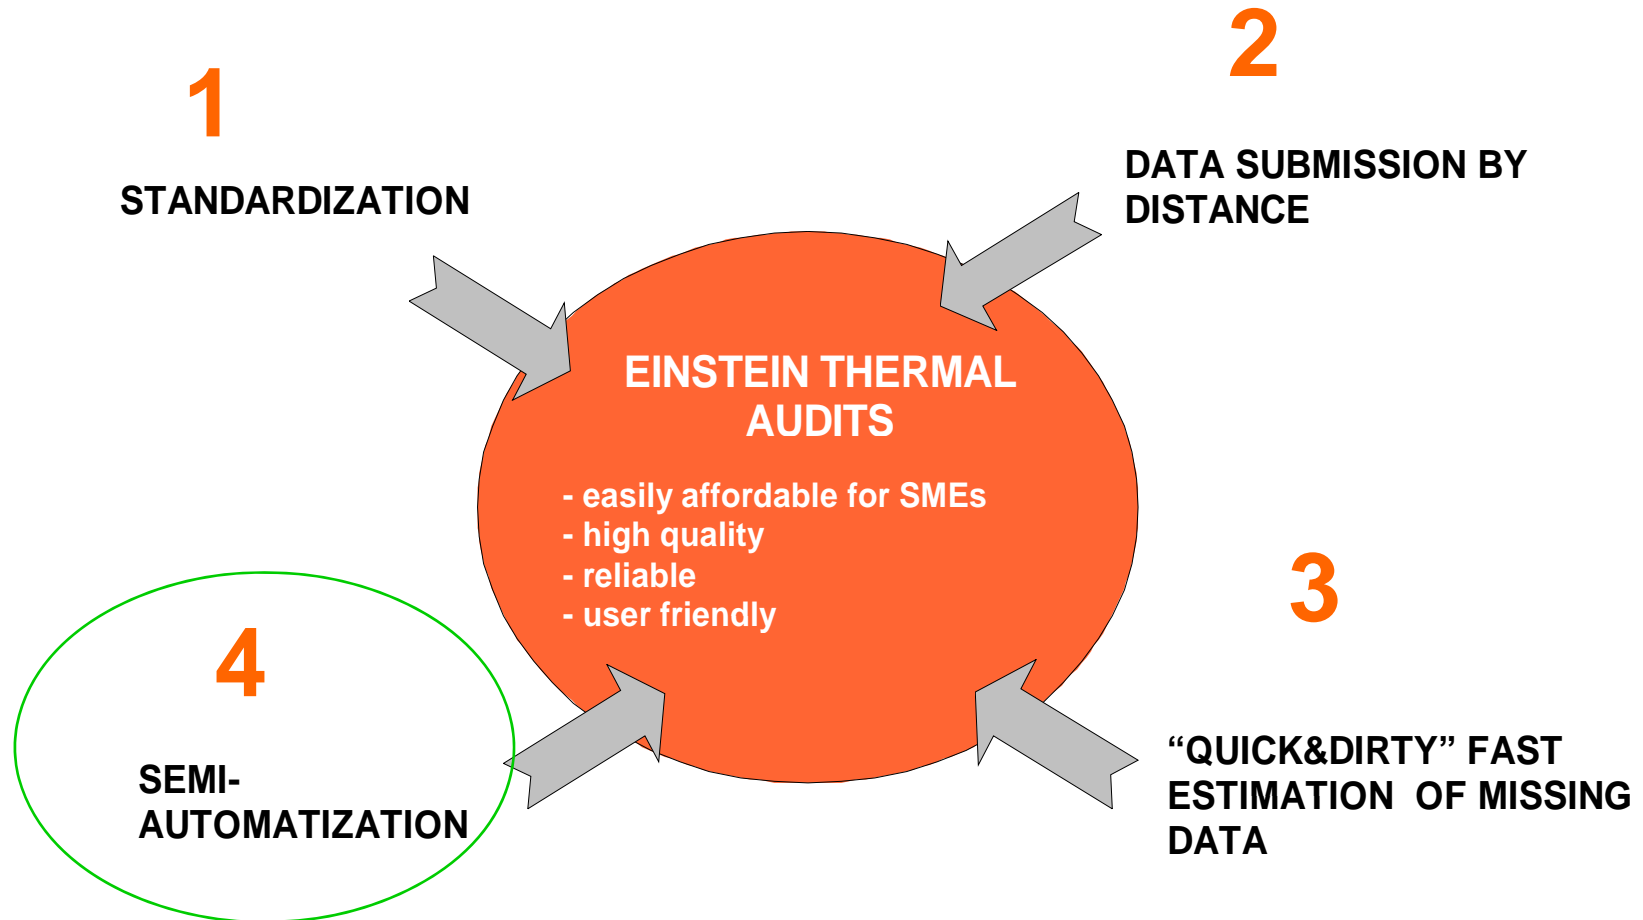 1
STANDARDIZATION
2
DATA SUBMISSION BY
DISTANCE
EINSTEIN THERMAL
AUDITS
- easily affordable for SMEs
- high quality
- reliable
- user friendly
3
“QUICK&DIRTY” FAST
ESTIMATION OF MISSING
DATA
4
SEMI-
AUTOMATIZATION